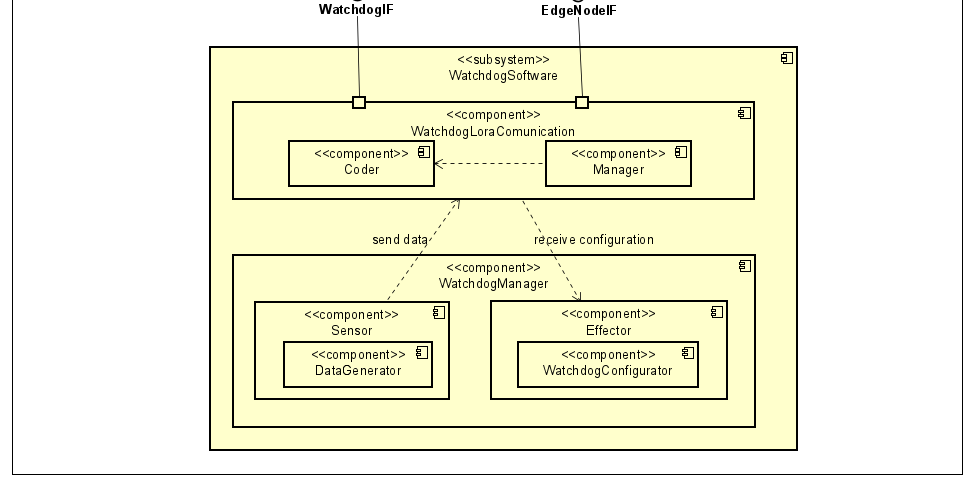 WatchdogIF
EdgeNodeIF
<<subsystem>>
WatchdogSoftware
<<component>>
WatchdogLoraComunication
<<component>>
Coder
<<component>>
Manager
send data
receive configuration
<<component>>
WatchdogManager
<<component>>
Sensor
<<component>>
DataGenerator
<<component>>
Effector
<<component>>
WatchdogConfigurator